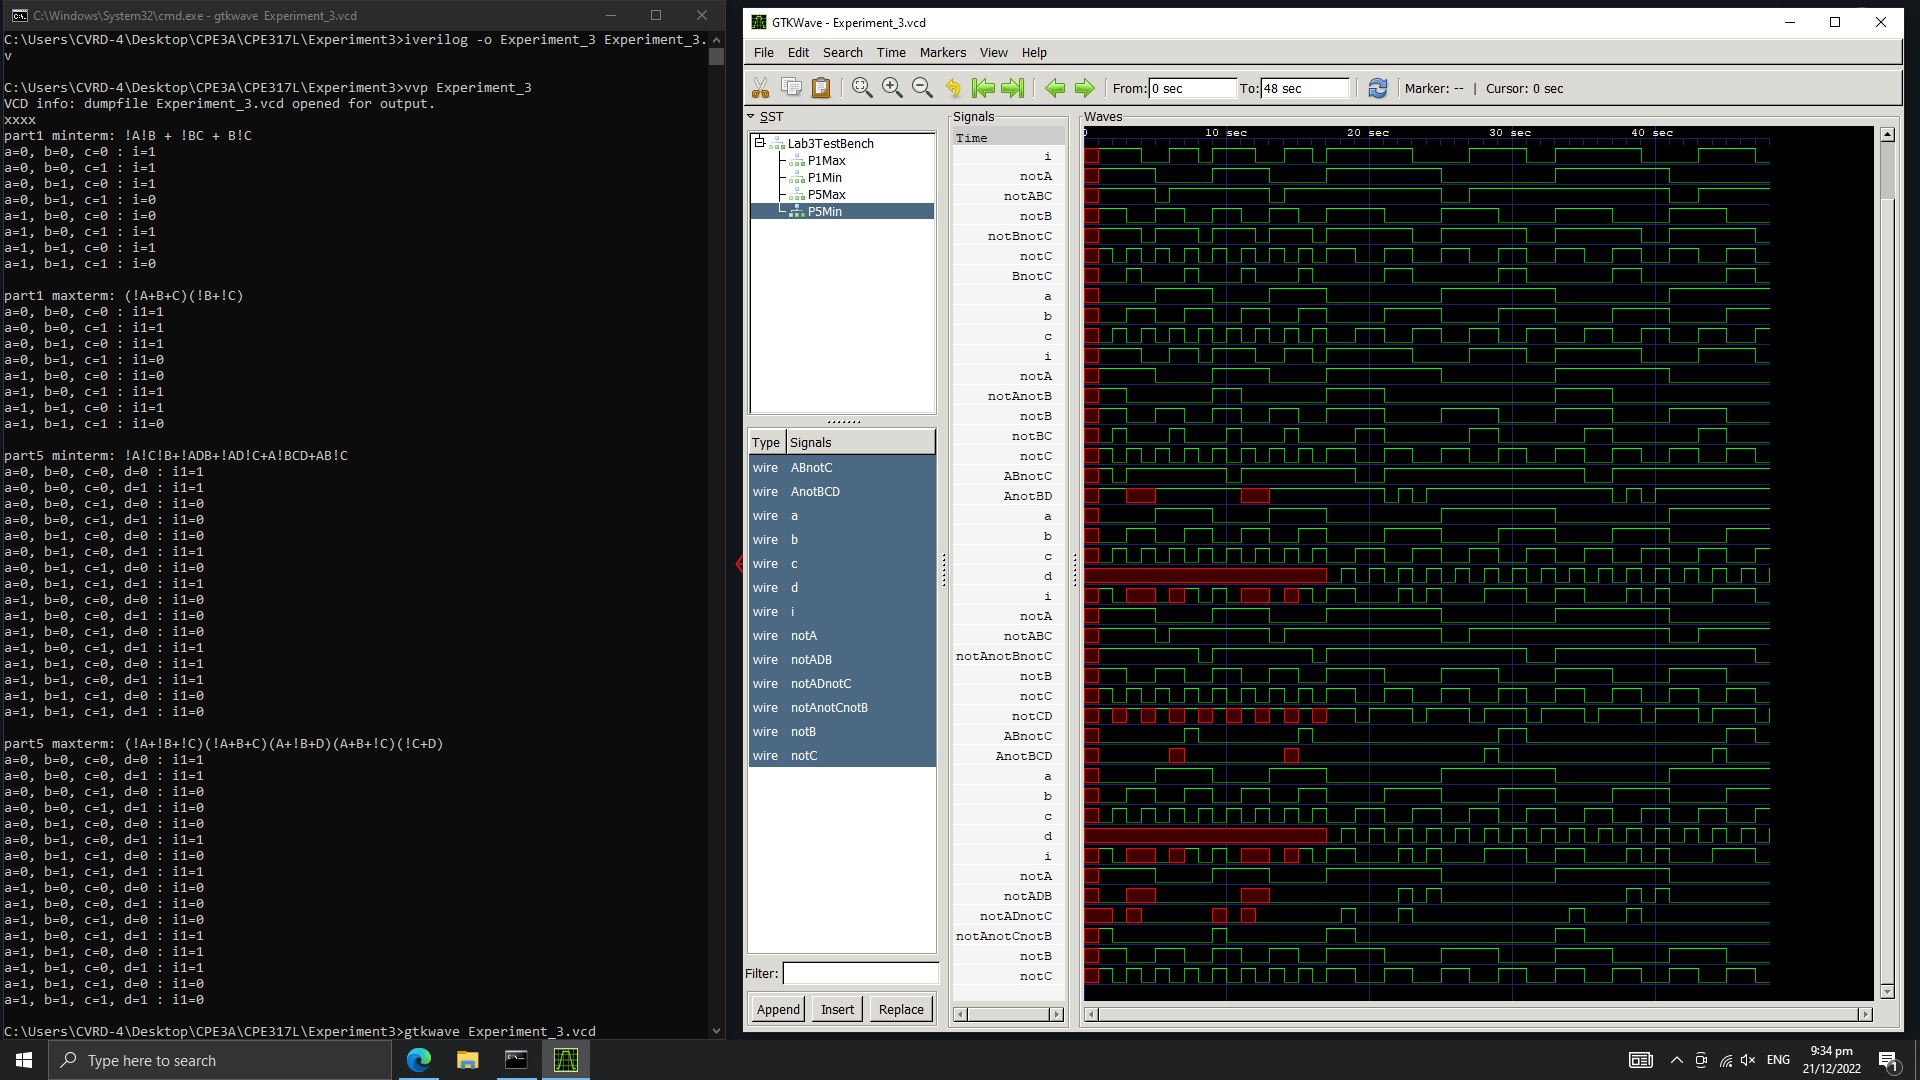 C:\Windows\System32\cmd.exe - gtkwave  Experiment_3.vcd
C:\Users\CVRD-4\Desktop\CPE3A\CPE317L\Experiment3>iverilog -o Experiment_3 Experiment_3.
v
C:\Users\CVRD-4\Desktop\CPE3A\CPE317L\Experiment3>vvp Experiment_3
VCD info: dumpfile Experiment_3.vcd opened for output.
xxxx
part1 minterm: !A!B + !BC + B!C
a=0, b=0, c=0 : i=1
a=0, b=0, c=1 : i=1
a=0, b=1, c=0 : i=1
a=0, b=1, c=1 : i=0
a=1, b=0, c=0 : i=0
a=1, b=0, c=1 : i=1
a=1, b=1, c=0 : i=1
a=1, b=1, c=1 : i=0
part1 maxterm: (!A+B+C)(!B+!C)
a=0, b=0, c=0 : i1=1
a=0, b=0, c=1 : i1=1
a=0, b=1, c=0 : i1=1
a=0, b=1, c=1 : i1=0
a=1, b=0, c=0 : i1=0
a=1, b=0, c=1 : i1=1
a=1, b=1, c=0 : i1=1
a=1, b=1, c=1 : i1=0
part5 minterm: !A!C!B+!ADB+!AD!C+A!BCD+AB!C
a=0, b=0, c=0, d=0 : i1=1
a=0, b=0, c=0, d=1 : i1=1
a=0, b=0, c=1, d=0 : i1=0
a=0, b=0, c=1, d=1 : i1=0
a=0, b=1, c=0, d=0 : i1=0
a=0, b=1, c=0, d=1 : i1=1
a=0, b=1, c=1, d=0 : i1=0
a=0, b=1, c=1, d=1 : i1=1
a=1, b=0, c=0, d=0 : i1=0
a=1, b=0, c=0, d=1 : i1=0
a=1, b=0, c=1, d=0 : i1=0
a=1, b=0, c=1, d=1 : i1=1
a=1, b=1, c=0, d=0 : i1=1
a=1, b=1, c=0, d=1 : i1=1
a=1, b=1, c=1, d=0 : i1=0
a=1, b=1, c=1, d=1 : i1=0
part5 maxterm: (!A+!B+!C)(!A+B+C)(A+!B+D)(A+B+!C)(!C+D)
a=0, b=0, c=0, d=0 : i1=1
a=0, b=0, c=0, d=1 : i1=1
a=0, b=0, c=1, d=0 : i1=0
a=0, b=0, c=1, d=1 : i1=0
a=0, b=1, c=0, d=0 : i1=0
a=0, b=1, c=0, d=1 : i1=1
a=0, b=1, c=1, d=0 : i1=0
a=0, b=1, c=1, d=1 : i1=1
a=1, b=0, c=0, d=0 : i1=0
a=1, b=0, c=0, d=1 : i1=0
a=1, b=0, c=1, d=0 : i1=0
a=1, b=0, c=1, d=1 : i1=1
a=1, b=1, c=0, d=0 : i1=1
a=1, b=1, c=0, d=1 : i1=1
a=1, b=1, c=1, d=0 : i1=0
a=1, b=1, c=1, d=1 : i1=0
C:\Users\CVRD-4\Desktop\CPE3A\CPE317L\Experiment3>gtkwave Experiment_3.vcd
GTKWave - Experiment_3.vcd
File Edit Search Time Markers View Help
From: 0 sec To: 48 sec Marker: -- | Cursor: 0 sec
SST
Lab3TestBench
P1Max
P1Min
P5Max
P5Min
Type Signals
wire ABnotC
wire AnotBCD
wire a
wire b
wire c
wire d
wire i
wire notA
wire notADB
wire notADnotC
wire notAnotCnotB
wire notB
wire notC
Filter:
Append Insert Replace
Signals
Time
i
notA
notABC
notB
notBnotC
notC
BnotC
a
b
c
i
notA
notAnotB
notB
notBC
notC
ABnotC
AnotBD
a
b
c
d
i
notA
notABC
notAnotBnotC
notB
notC
notCD
ABnotC
AnotBCD
a
b
c
d
i
notA
notADB
notADnotC
notAnotCnotB
notB
notC
Waves
0 10 sec 20 sec 30 sec 40 sec
Type here to search
ENG
9:34 pm
21/12/2022
1